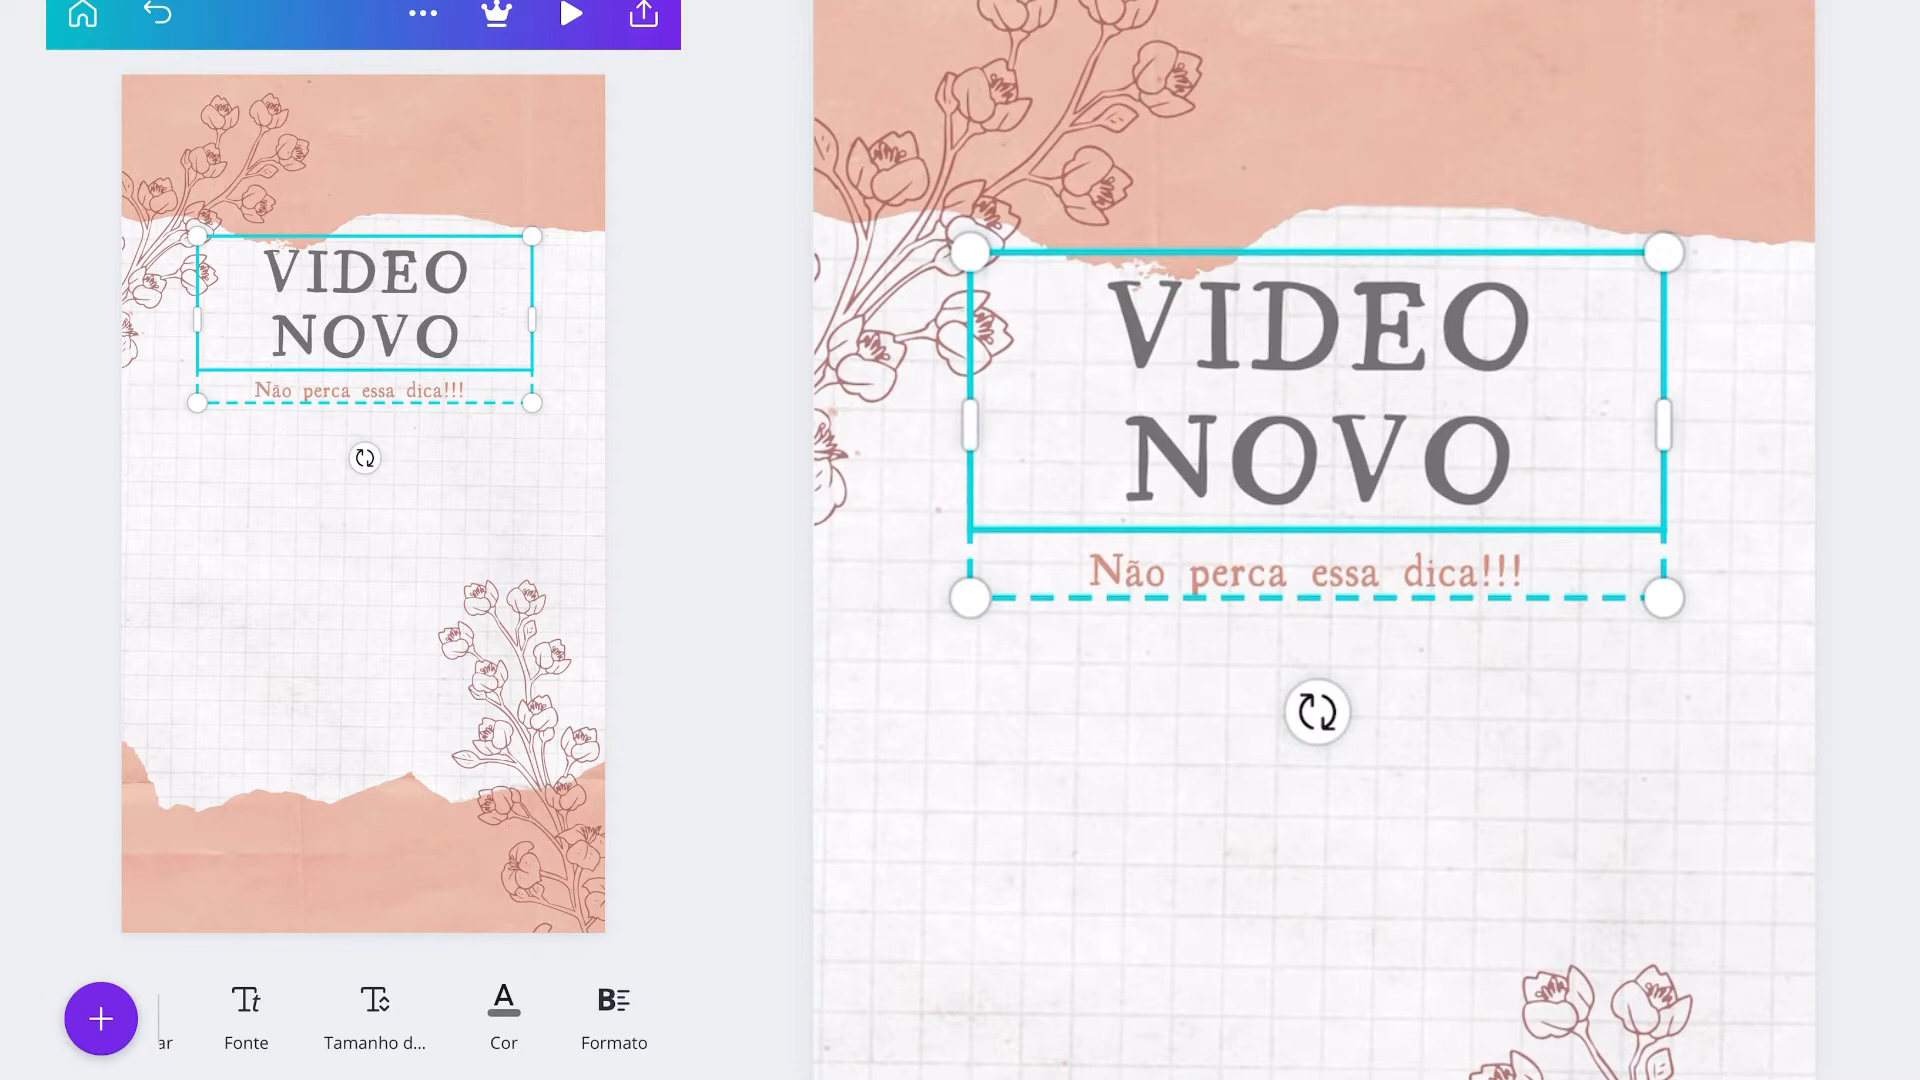 VIDEO
NOVO
Não perca essa dica!!!
ar
Fonte
Tamanho d...
Cor
Formato
VIDEO
NOVO
Não perca essa dica!!!